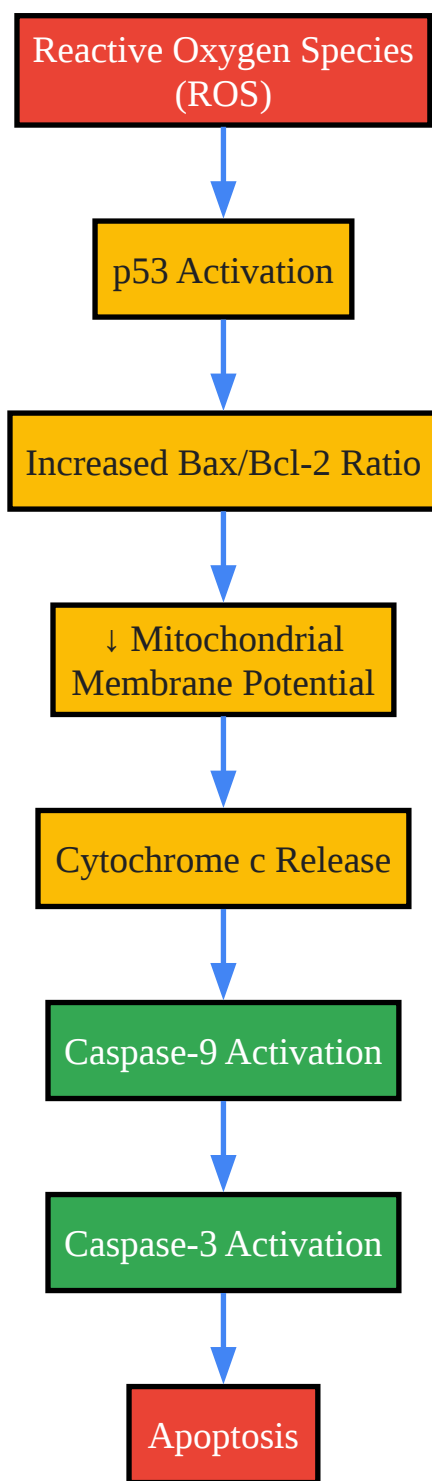 Reactive Oxygen Species
(ROS)
p53 Activation
Increased Bax/Bcl-2 Ratio
↓ Mitochondrial
Membrane Potential
Cytochrome c Release
Caspase-9 Activation
Caspase-3 Activation
Apoptosis